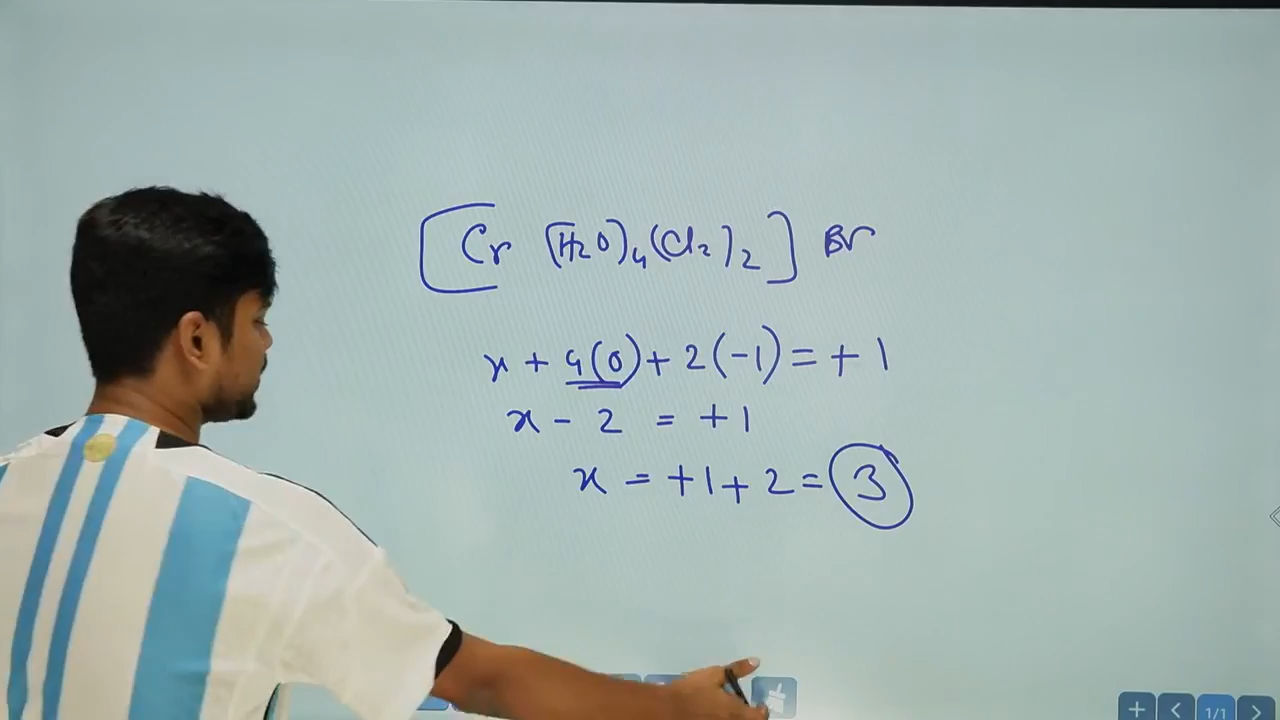 [Cr (H2O)4(Cl2)2] Br
x + 4(0) + 2(-1) = +1
x - 2 = +1
x = +1 + 2 = 3
1/1